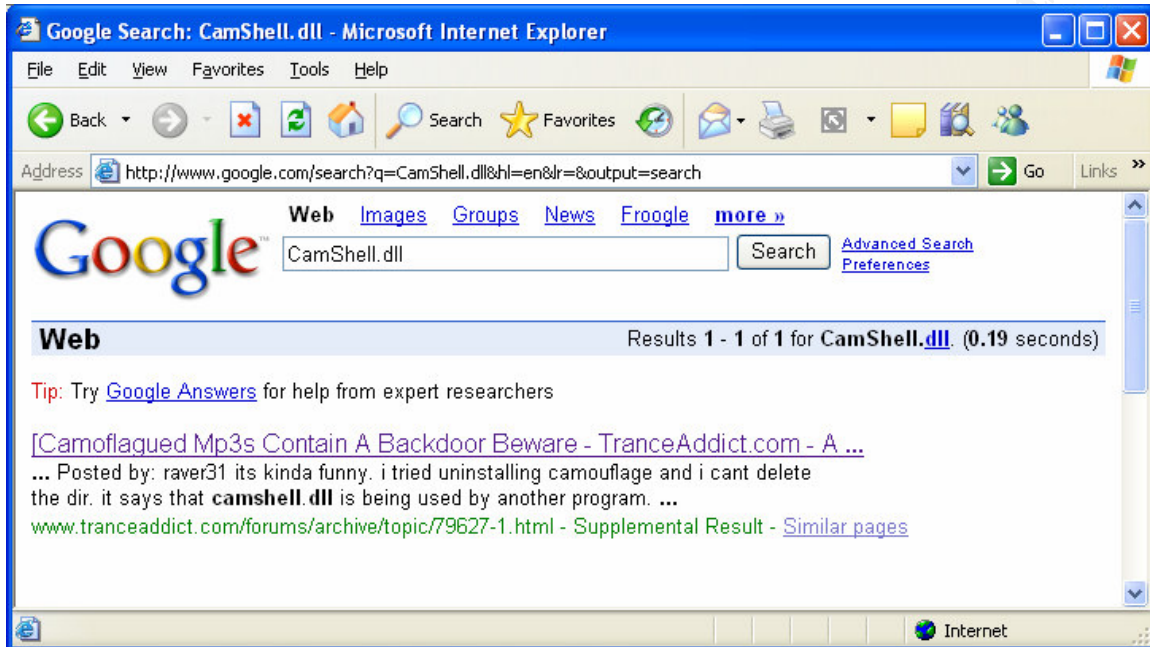 Google Search: CamShell.dll - Microsoft Internet Explorer
File Edit View Favorites Tools Help
Back Search Favorites
Address http://www.google.com/search?q=CamShell.dll&hl=en&lr=&output=search Go Links »
Web Images Groups News Froogle more »
Google™ CamShell.dll Search Advanced Search
Preferences
Web Results 1 - 1 of 1 for CamShell.dll. (0.19 seconds)
Tip: Try Google Answers for help from expert researchers
[Camoflagued Mp3s Contain A Backdoor Beware - TranceAddict.com - A ...
... Posted by: raver31 its kinda funny. i tried uninstalling camouflage and i cant delete
the dir. it says that camshell.dll is being used by another program. ...
www.tranceaddict.com/forums/archive/topic/79627-1.html - Supplemental Result - Similar pages
Internet